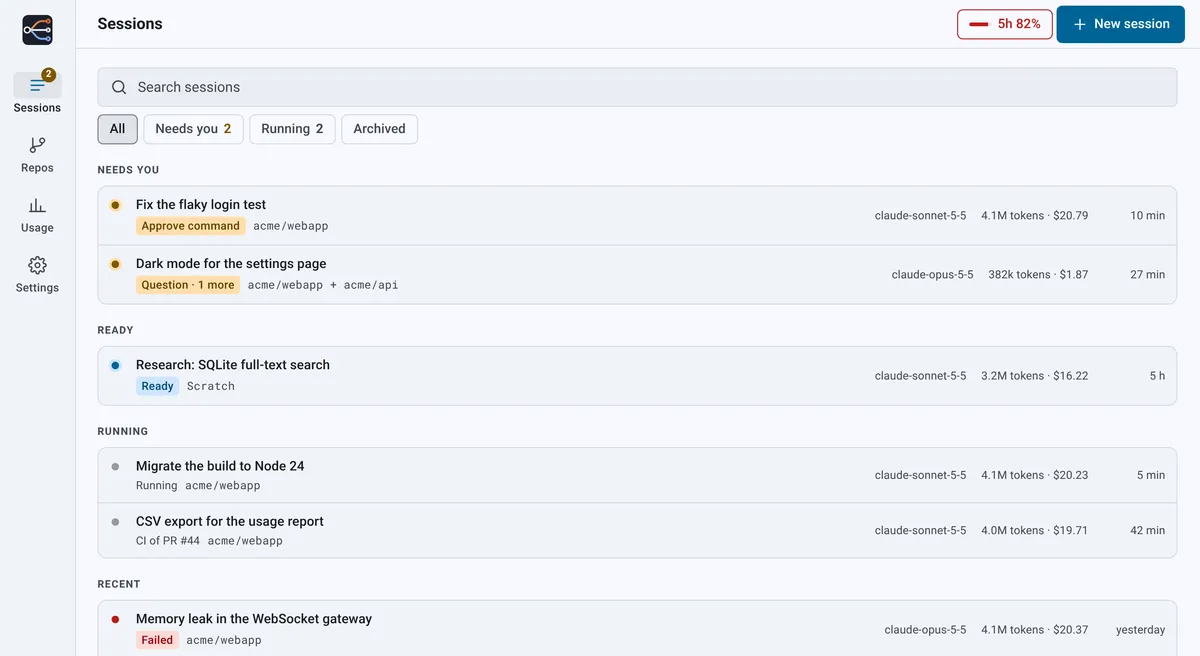 Sessions
5h 82%
New session
2
Sessions
Repos
Usage
Settings
Search sessions
All
Needs you 2
Running 2
Archived
NEEDS YOU
Fix the flaky login test
Approve command acme/webapp
claude-sonnet-5-5 4.1M tokens · $20.79 10 min
Dark mode for the settings page
Question · 1 more acme/webapp + acme/api
claude-opus-5-5 382k tokens · $1.87 27 min
READY
Research: SQLite full-text search
Ready Scratch
claude-sonnet-5-5 3.2M tokens · $16.22 5 h
RUNNING
Migrate the build to Node 24
Running acme/webapp
claude-sonnet-5-5 4.1M tokens · $20.23 5 min
CSV export for the usage report
CI of PR #44 acme/webapp
claude-sonnet-5-5 4.0M tokens · $19.71 42 min
RECENT
Memory leak in the WebSocket gateway
Failed acme/webapp
claude-opus-5-5 4.1M tokens · $20.37 yesterday